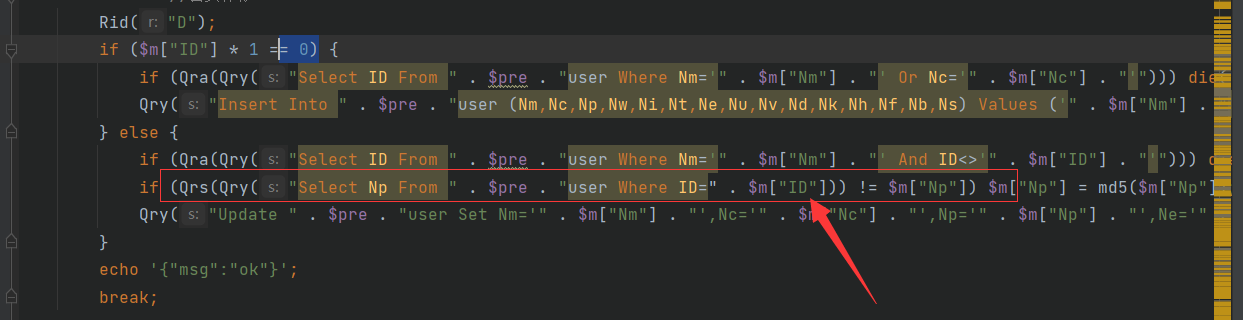 Rid( r: "D");
if ($m["ID"] * 1 == 0) {
if (Qra(Qry( s: "Select ID From " . $pre . "user Where Nm='" . $m["Nm"] . "' Or Nc='" . $m["Nc"] . "'"))) die(
Qry( s: "Insert Into " . $pre . "user (Nm,Nc,Np,Nw,Ni,Nt,Ne,Nu,Nv,Nd,Nk,Nh,Nf,Nb,Ns) Values ('" . $m["Nm"] .
} else {
if (Qra(Qry( s: "Select ID From " . $pre . "user Where Nm='" . $m["Nm"] . "' And ID<>'" . $m["ID"] . "'")))
if (Qrs(Qry( s: "Select Np From " . $pre . "user Where ID=" . $m["ID"])) != $m["Np"]) $m["Np"] = md5($m["Np"]
Qry( s: "Update " . $pre . "user Set Nm='" . $m["Nm"] . "',Nc='" . $m["Nc"] . "',Np='" . $m["Np"] . "',Ne='"
}
echo '{"msg":"ok"}';
break;